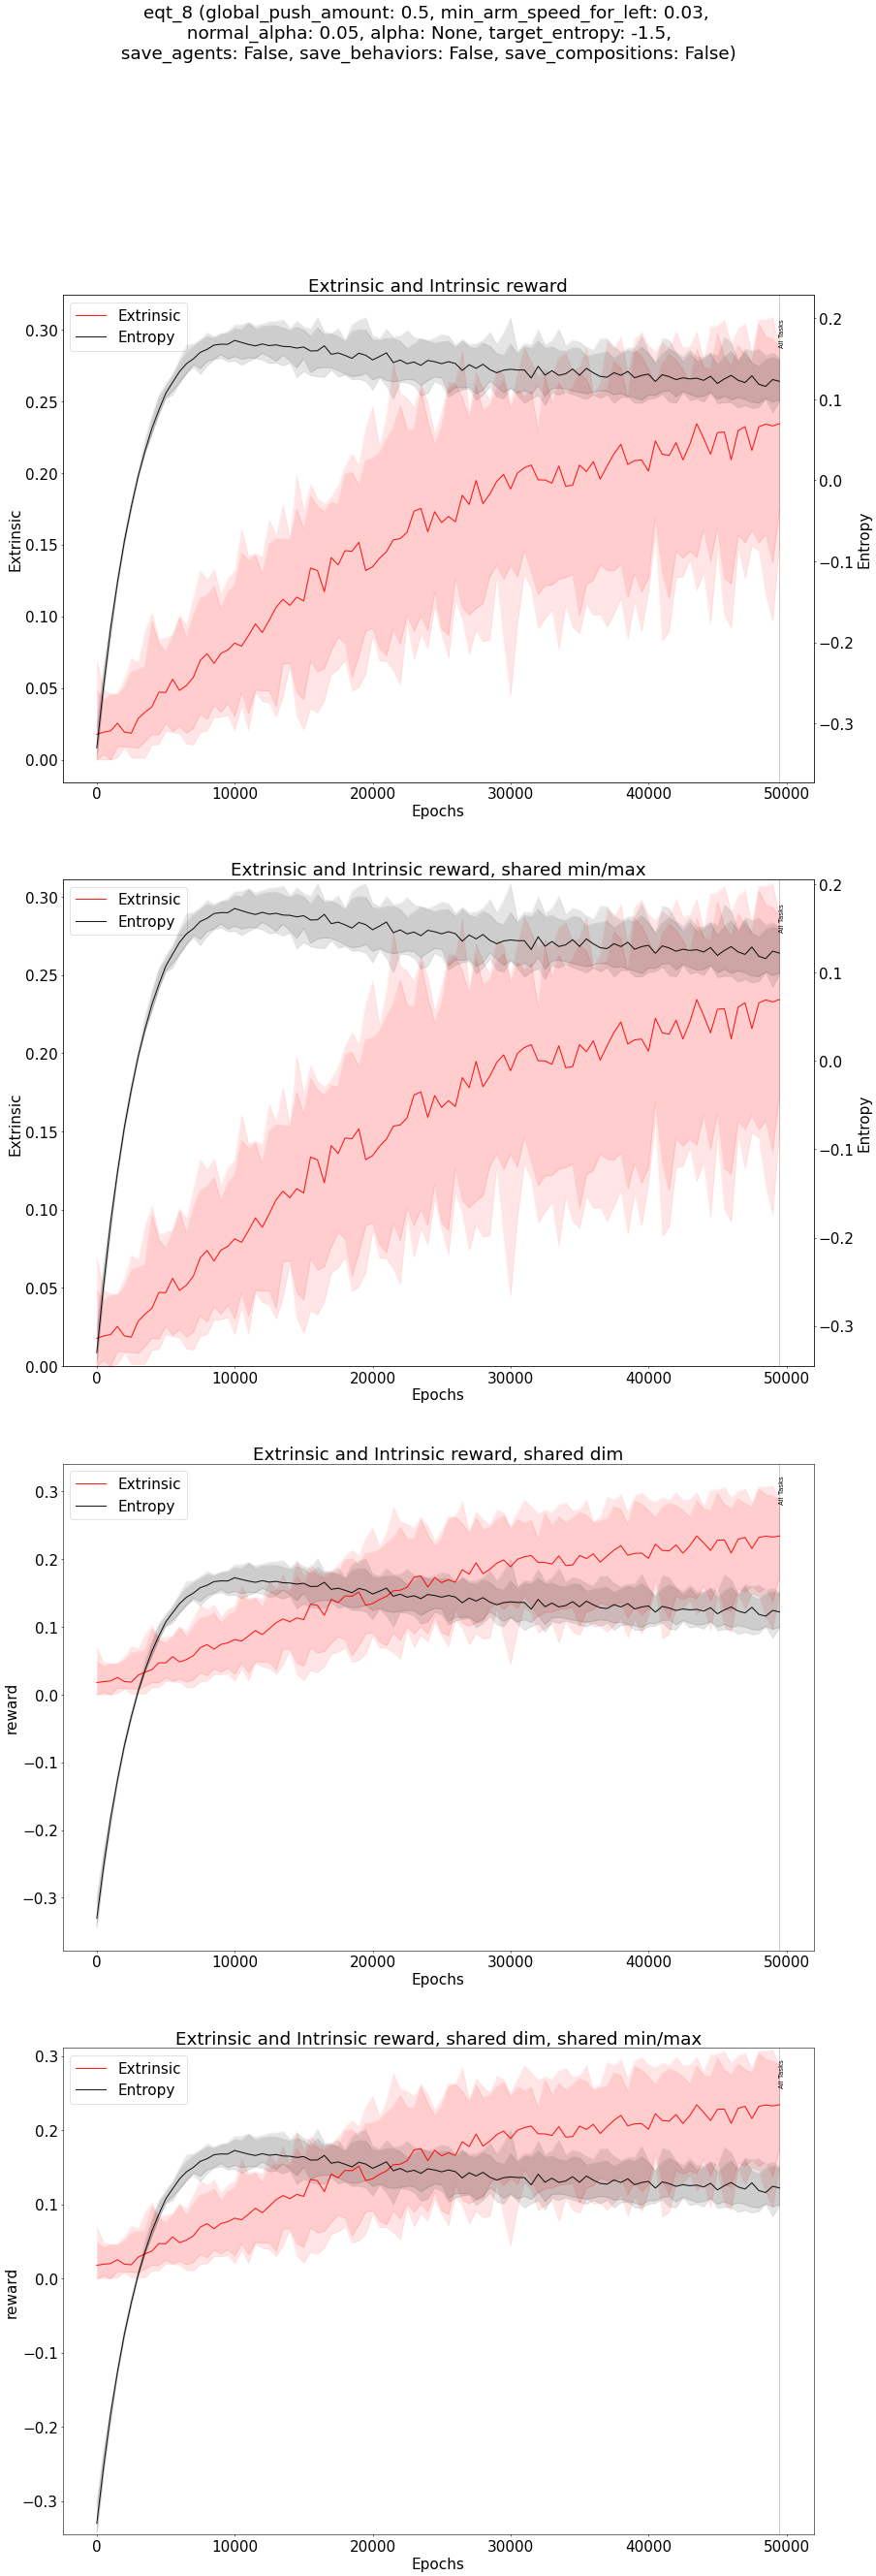 eqt_8 (global_push_amount: 0.5, min_arm_speed_for_left: 0.03,
normal_alpha: 0.05, alpha: None, target_entropy: -1.5,
save_agents: False, save_behaviors: False, save_compositions: False)
Extrinsic and Intrinsic reward
Extrinsic
Entropy
All Tasks
0.30
0.25
0.20
0.15
0.10
0.05
0.00
Extrinsic
0.2
0.1
0.0
−0.1
−0.2
−0.3
Entropy
0 10000 20000 30000 40000 50000
Epochs
Extrinsic and Intrinsic reward, shared min/max
Extrinsic
Entropy
All Tasks
0.30
0.25
0.20
0.15
0.10
0.05
0.00
Extrinsic
0.2
0.1
0.0
−0.1
−0.2
−0.3
Entropy
0 10000 20000 30000 40000 50000
Epochs
Extrinsic and Intrinsic reward, shared dim
Extrinsic
Entropy
All Tasks
0.3
0.2
0.1
0.0
−0.1
−0.2
−0.3
reward
0 10000 20000 30000 40000 50000
Epochs
Extrinsic and Intrinsic reward, shared dim, shared min/max
Extrinsic
Entropy
All Tasks
0.3
0.2
0.1
0.0
−0.1
−0.2
−0.3
reward
0 10000 20000 30000 40000 50000
Epochs